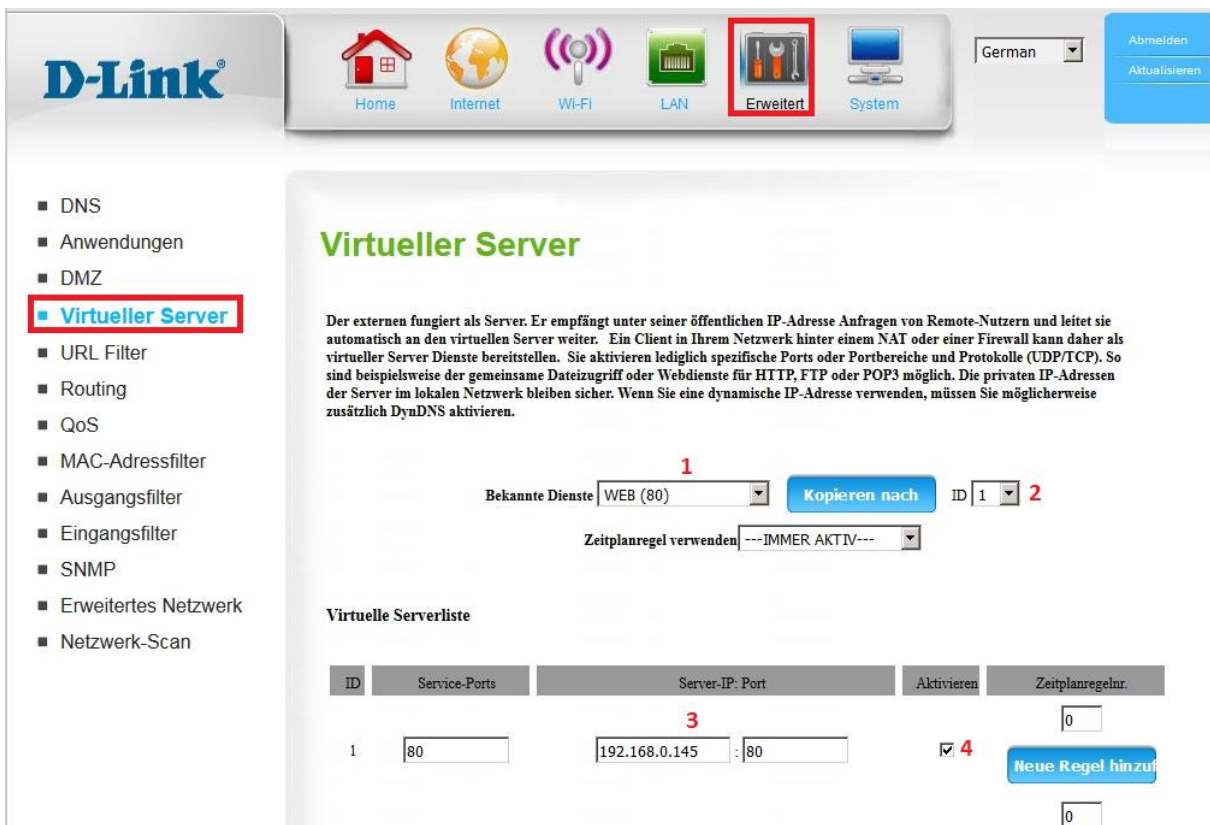 D-Link®
Home
Internet
Wi-Fi
LAN
Erweitert
System
German
Abmelden
Aktualisieren
DNS
Anwendungen
DMZ
Virtueller Server
URL Filter
Routing
QoS
MAC-Adressfilter
Ausgangsfilter
Eingangsfilter
SNMP
Erweitertes Netzwerk
Netzwerk-Scan
Virtueller Server
Der externen fungiert als Server. Er empfängt unter seiner öffentlichen IP-Adresse Anfragen von Remote-Nutzern und leitet sie
automatisch an den virtuellen Server weiter. Ein Client in Ihrem Netzwerk hinter einem NAT oder einer Firewall kann daher als
virtueller Server Dienste bereitstellen. Sie aktivieren lediglich spezifische Ports oder Portbereiche und Protokolle (UDP/TCP). So
sind beispielsweise der gemeinsame Dateizugriff oder Webdienste für HTTP, FTP oder POP3 möglich. Die privaten IP-Adressen
der Server im lokalen Netzwerk bleiben sicher. Wenn Sie eine dynamische IP-Adresse verwenden, müssen Sie möglicherweise
zusätzlich DynDNS aktivieren.
1
Bekannte Dienste WEB (80) Kopieren nach ID 1 2
Zeitplanregel verwenden ---IMMER AKTIV---
Virtuelle Serverliste
ID Service-Ports Server-IP: Port Aktivieren Zeitplanregelnr.
3
0
1 80 192.168.0.145 : 80 4
Neue Regel hinzuf
0